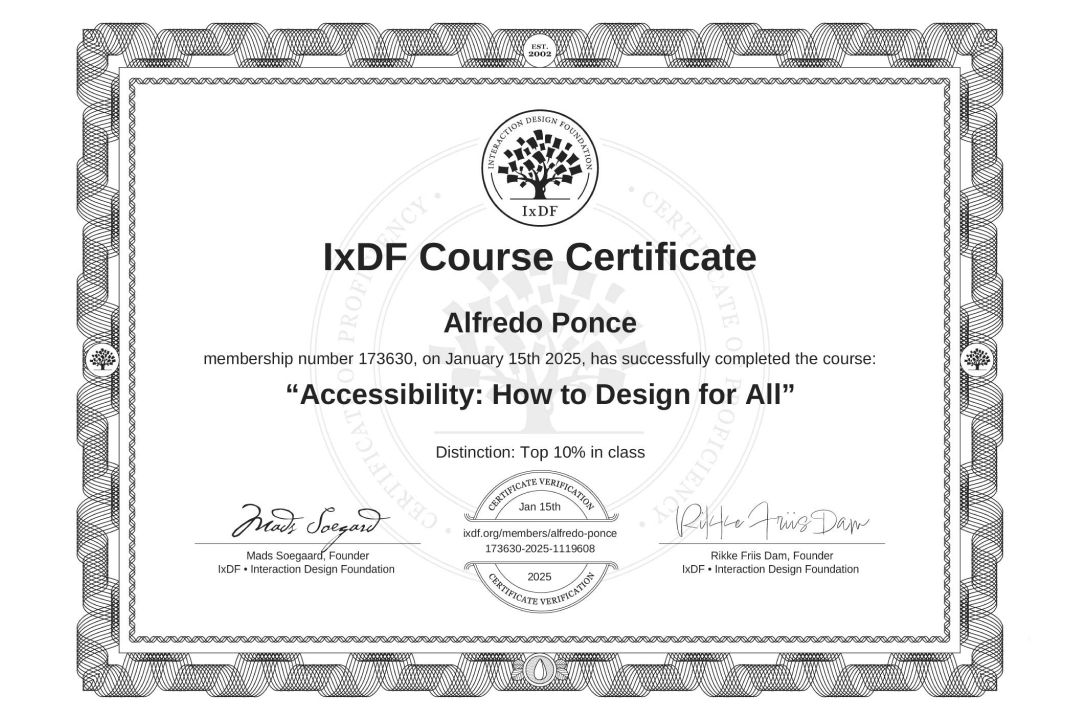 EST.
2002
INTERACTION DESIGN FOUNDATION
IxDF
CERTIFICATE OF PROFICIENCY
CERTIFICATE OF PROFICIENCY
IxDF Course Certificate
Alfredo Ponce
membership number 173630, on January 15th 2025, has successfully completed the course:
“Accessibility: How to Design for All”
Distinction: Top 10% in class
CERTIFICATE VERIFICATION
Jan 15th
ixdf.org/members/alfredo-ponce
173630-2025-1119608
2025
CERTIFICATE VERIFICATION
Mads Soegaard
Mads Soegaard, Founder
IxDF • Interaction Design Foundation
Rikke Friis Dam
Rikke Friis Dam, Founder
IxDF • Interaction Design Foundation